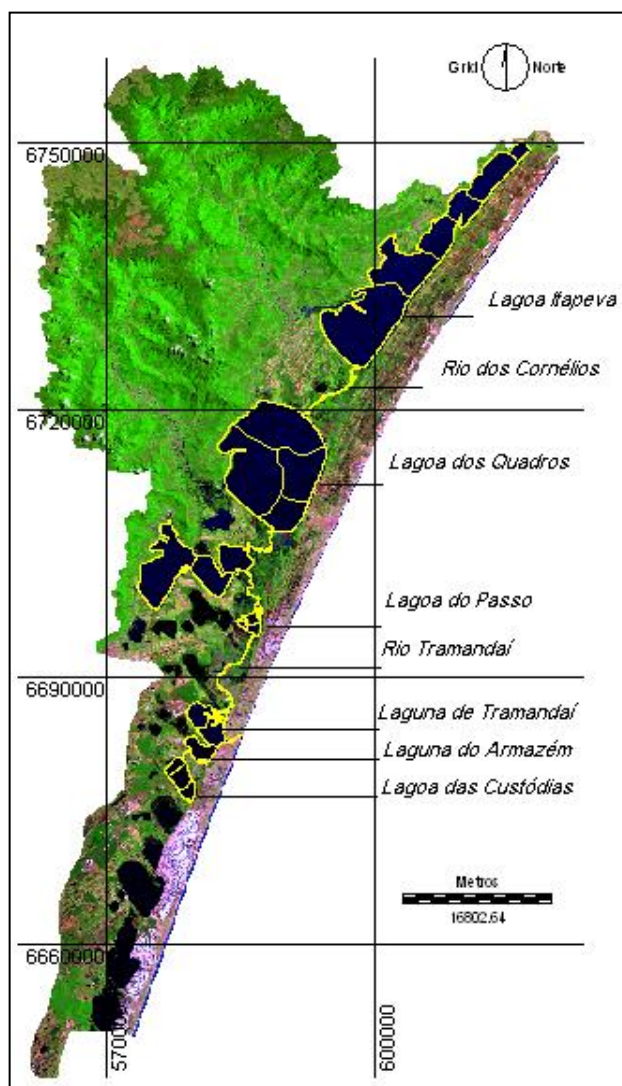 Grid Norte
6750000
Lagoa Itapeva
Rio dos Cornélios
6720000
Lagoa dos Quadros
Lagoa do Passo
Rio Tramandaí
6690000
Laguna de Tramandaí
Laguna do Armazém
Lagoa das Custódias
Metros
16802.64
6660000
570000
600000